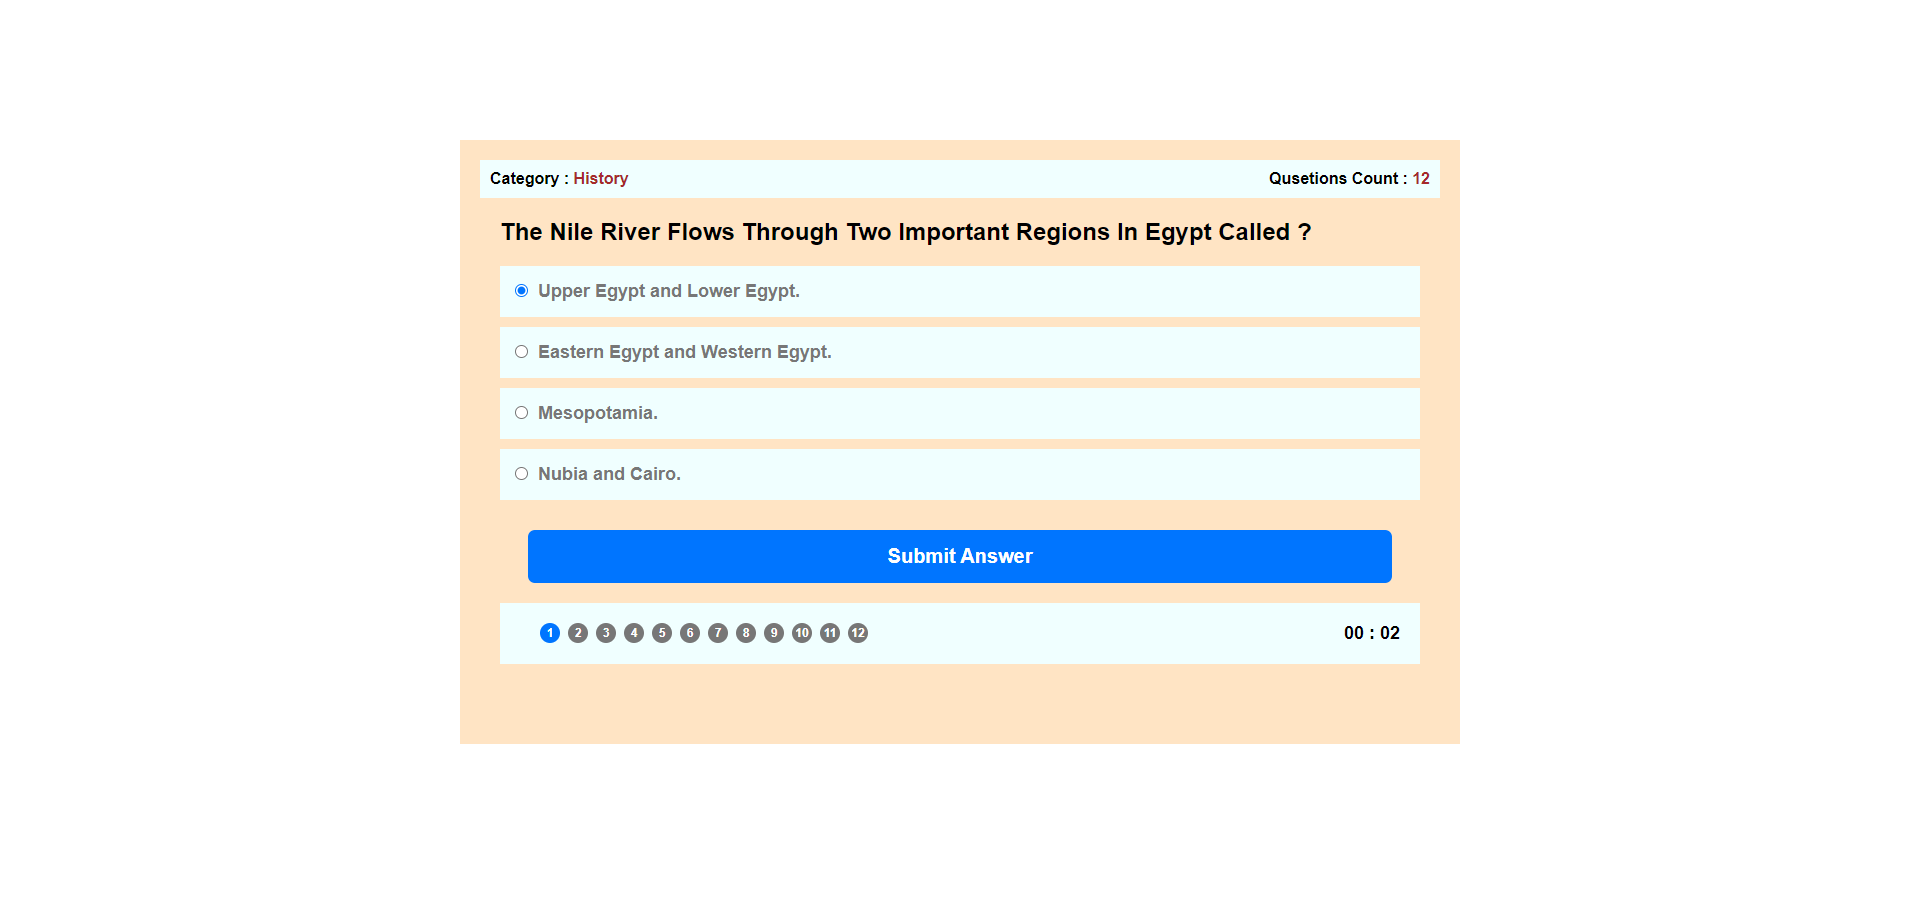 Category : History
Qusetions Count : 12
The Nile River Flows Through Two Important Regions In Egypt Called ?
Upper Egypt and Lower Egypt.
Eastern Egypt and Western Egypt.
Mesopotamia.
Nubia and Cairo.
Submit Answer
1 2 3 4 5 6 7 8 9 10 11 12
00 : 02